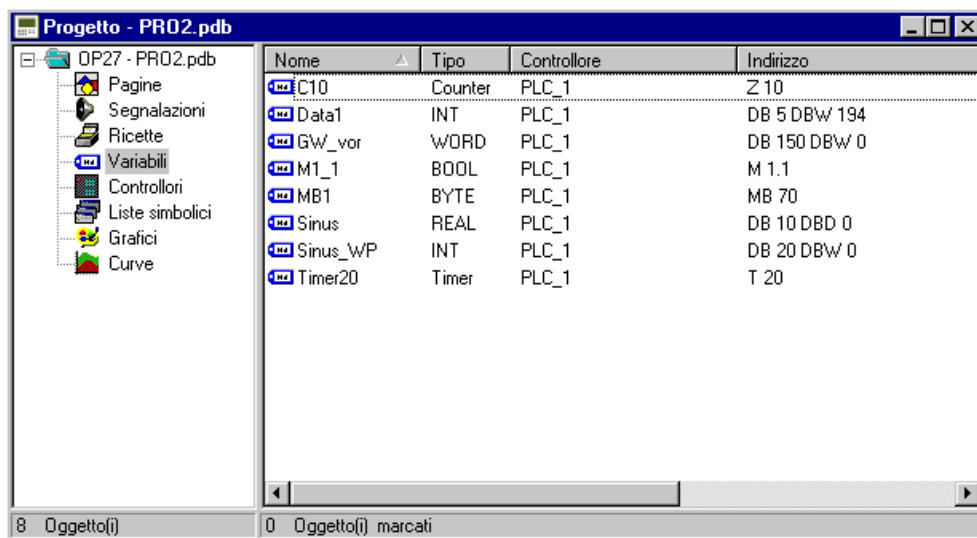 Progetto - PRO2.pdb
OP27 - PRO2.pdb
Pagine
Segnalazioni
Ricette
Variabili
Controllori
Liste simbolici
Grafici
Curve
Nome Tipo Controllore Indirizzo
C10 Counter PLC_1 Z 10
Data1 INT PLC_1 DB 5 DBW 194
GW_vor WORD PLC_1 DB 150 DBW 0
M1_1 BOOL PLC_1 M 1.1
MB1 BYTE PLC_1 MB 70
Sinus REAL PLC_1 DB 10 DBD 0
Sinus_WP INT PLC_1 DB 20 DBW 0
Timer20 Timer PLC_1 T 20
8 Oggetto(i) 0 Oggetto(i) marcati